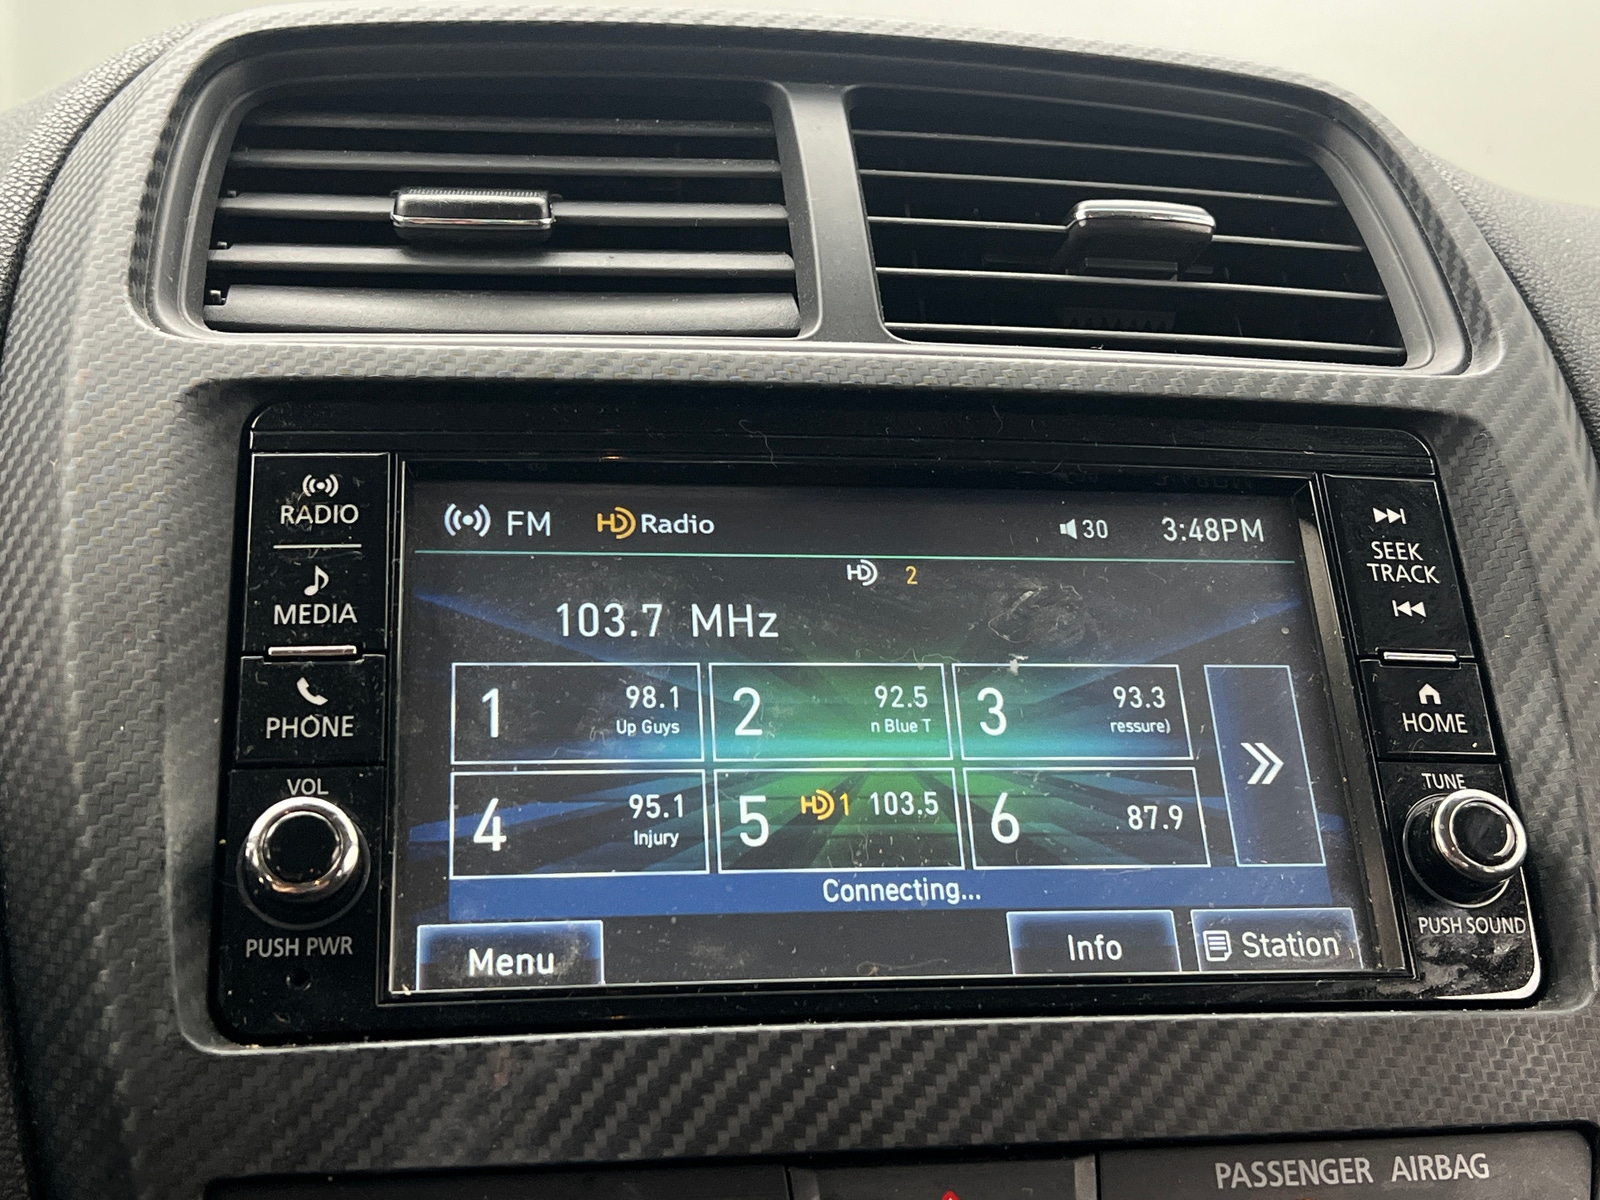 RADIO
MEDIA
PHONE
VOL
PUSH PWR
FM HD Radio 30 3:48PM
HD 2
103.7 MHz
1 98.1
Up Guys
2 92.5
n Blue T
3 93.3
ressure)
4 95.1
Injury
5 HD1 103.5
6 87.9
Connecting...
Menu Info Station
SEEK
TRACK
HOME
TUNE
PUSH SOUND
PASSENGER AIRBAG